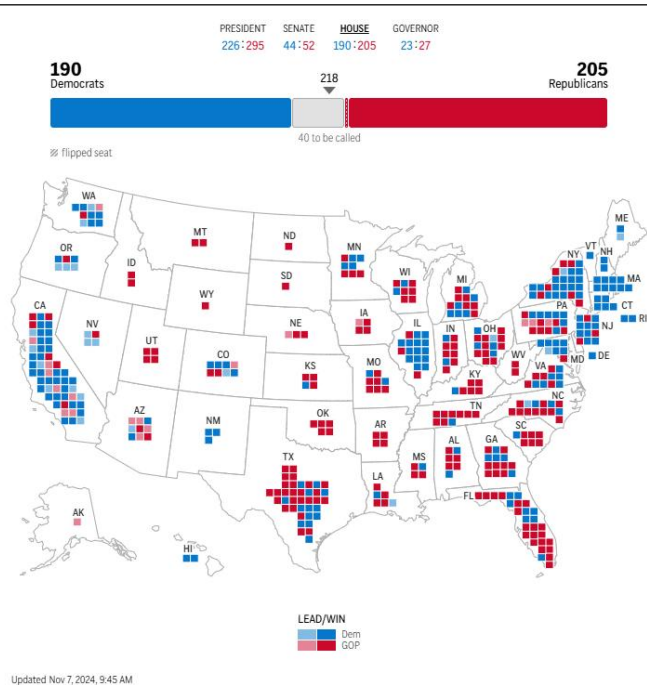 PRESIDENT SENATE HOUSE GOVERNOR
226:295 44:52 190:205 23:27
190 205
Democrats 218 Republicans
40 to be called
flipped seat
WA
OR
CA
NV
ID
MT
WY
UT
AZ
CO
NM
ND
SD
NE
KS
OK
TX
MN
IA
MO
AR
LA
WI
IL
MI
IN
OH
KY
TN
MS
AL
GA
FL
SC
NC
VA
WV
PA
NY
VT
NH
ME
MA
CT
RI
NJ
DE
MD
AK
HI
LEAD/WIN
Dem
GOP
Updated Nov 7, 2024, 9:45 AM